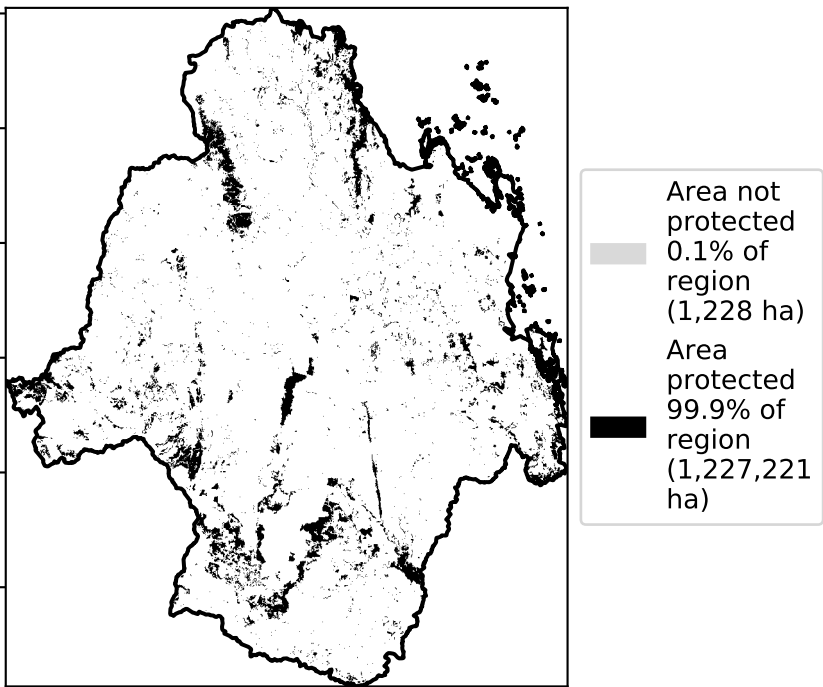 Area not
protected
0.1% of
region
(1,228 ha)
Area
protected
99.9% of
region
(1,227,221
ha)